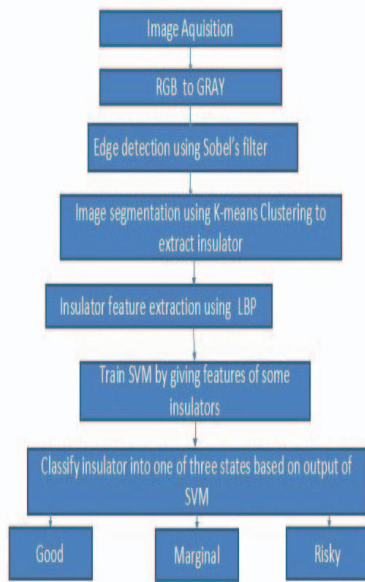 Image Aquisition
RGB to GRAY
Edge detection using Sobel's filter
Image segmentation using K-means Clustering to
extract insulator
Insulator feature extraction using LBP
Train SVM by giving features of some
insulators
Classify insulator into one of three states based on output of
SVM
Good
Marginal
Risky